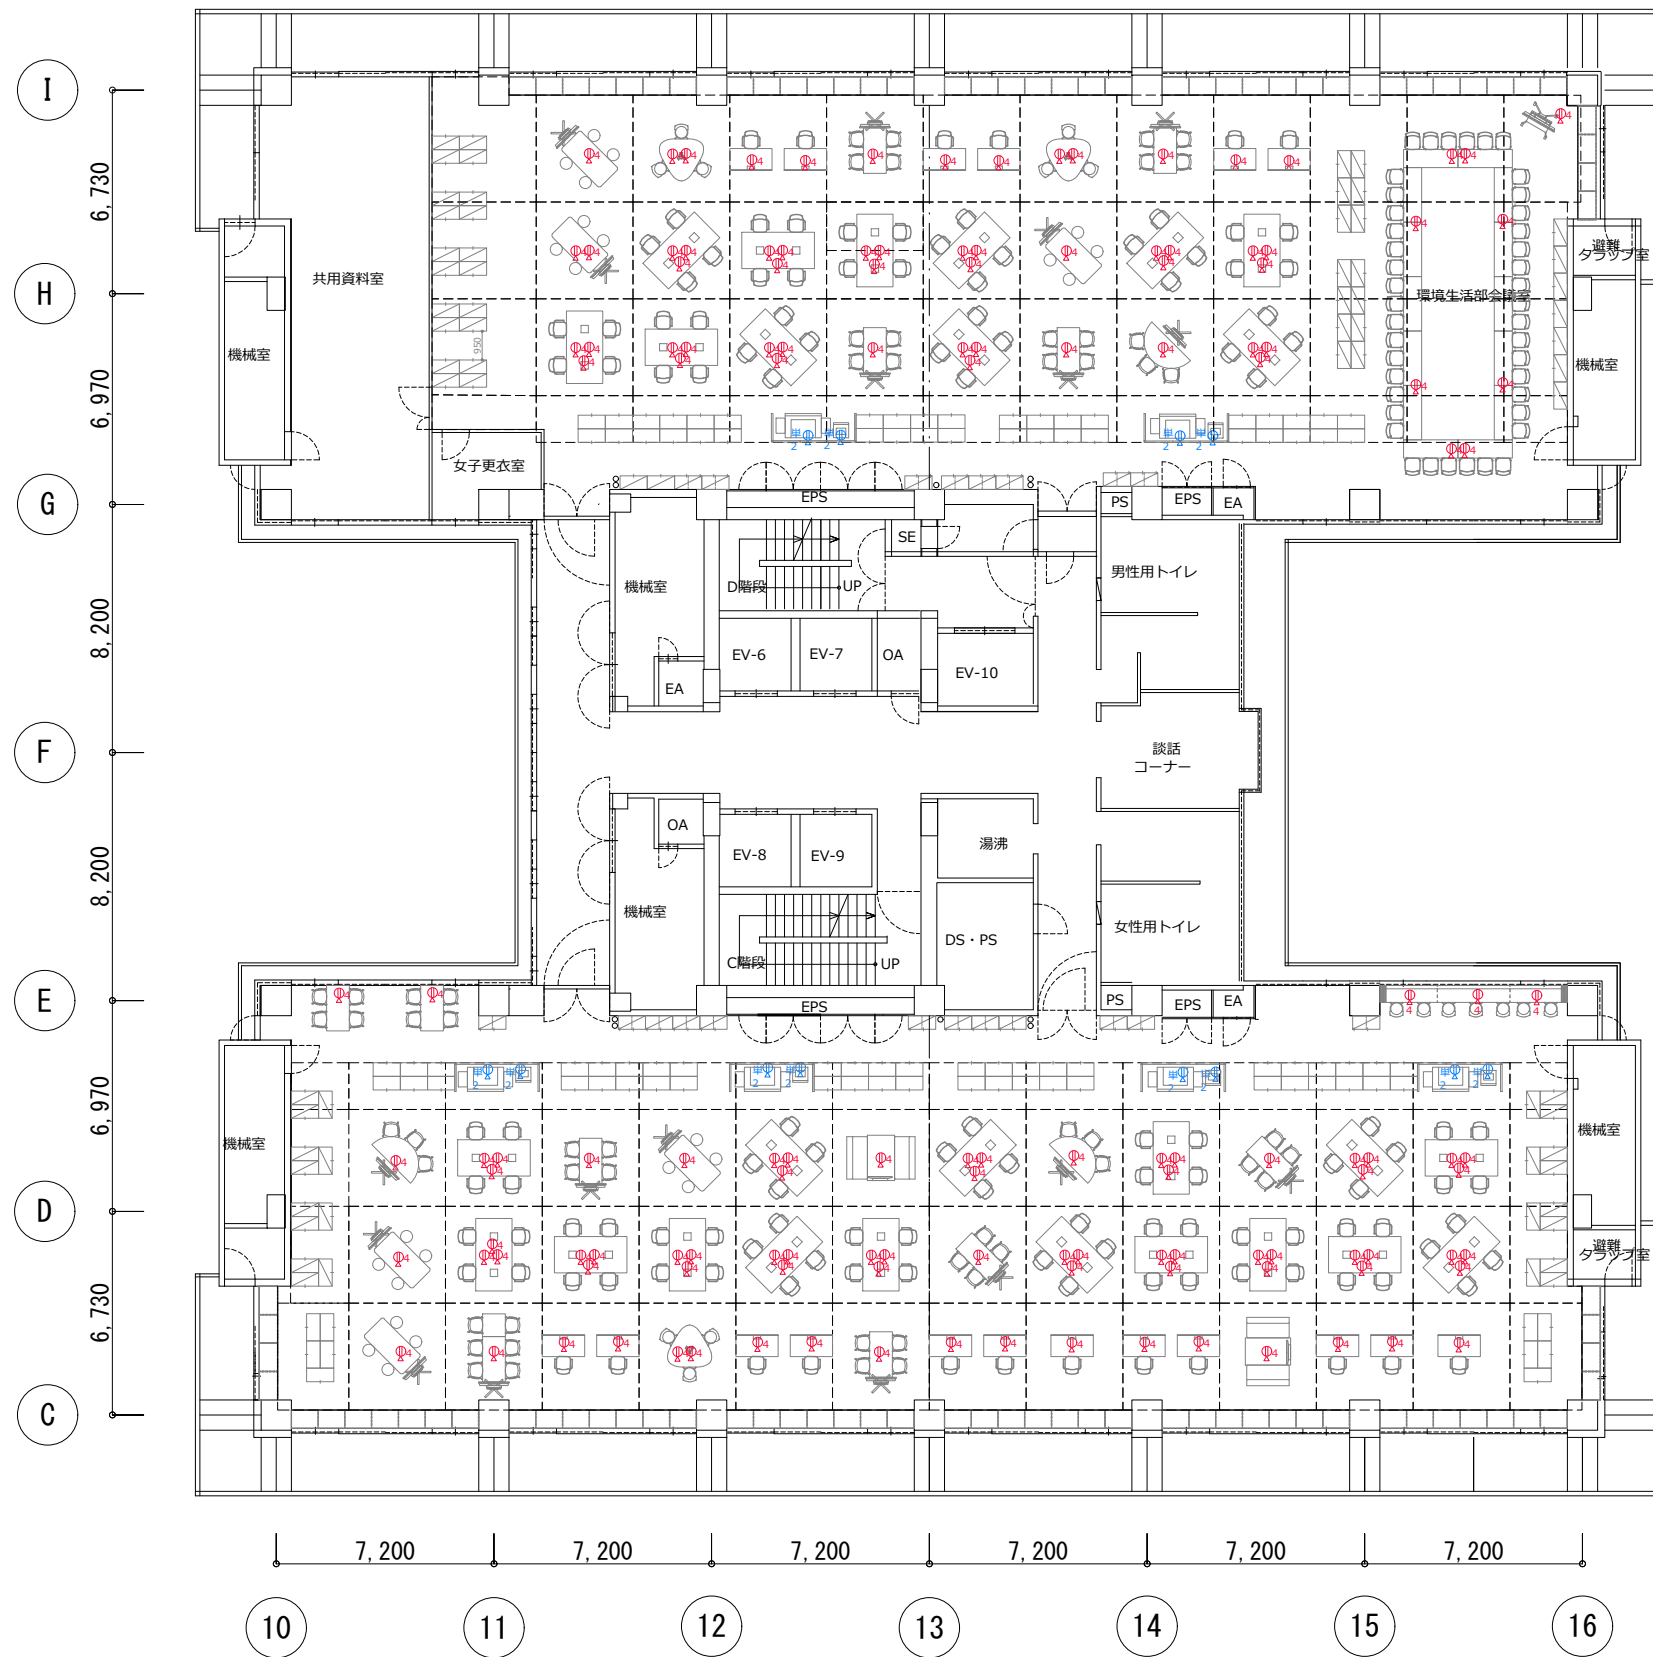 I
6,730
共用資料室
避難
タラップ室
H
環境生活部会議室
950
機械室
機械室
6,970
女子更衣室
G
EPS
PS
EPS
EA
SE
機械室
D階段
UP
男性用トイレ
8,200
EV-6
EV-7
OA
EV-10
EA
F
談話
コーナー
OA
湯沸
EV-8
EV-9
8,200
機械室
DS・PS
女性用トイレ
C階段
UP
E
EPS
PS
EPS
EA
6,970
機械室
機械室
D
避難
タラップ室
6,730
C
7,200
7,200
7,200
7,200
7,200
7,200
10
11
12
13
14
15
16